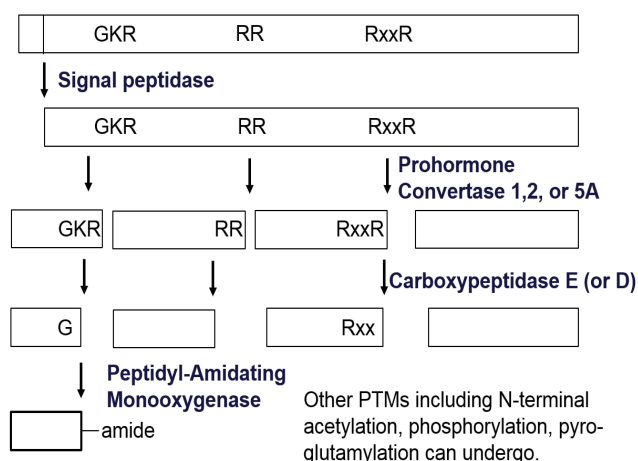 GKR RR RxxR
Signal peptidase
GKR RR RxxR
Prohormone
Convertase 1,2, or 5A
GKR RR RxxR
Carboxypeptidase E (or D)
G Rxx
Peptidyl-Amidating
Monooxygenase
amide
Other PTMs including N-terminal
acetylation, phosphorylation, pyro-
glutamylation can undergo.